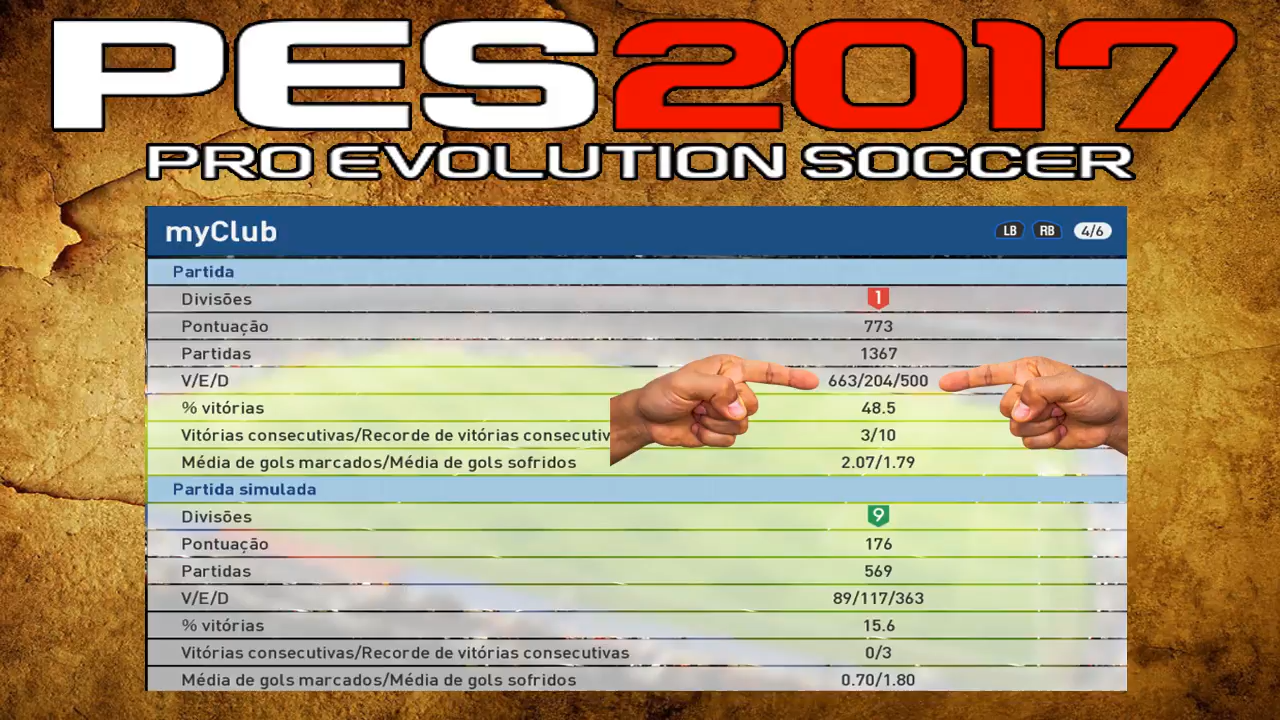 PES2017
PRO EVOLUTION SOCCER
myClub LB RB 4/6
Partida
Divisões 1
Pontuação 773
Partidas 1367
V/E/D 663/204/500
% vitórias 48.5
Vitórias consecutivas/Recorde de vitórias consecutiv 3/10
Média de gols marcados/Média de gols sofridos 2.07/1.79
Partida simulada
Divisões 9
Pontuação 176
Partidas 569
V/E/D 89/117/363
% vitórias 15.6
Vitórias consecutivas/Recorde de vitórias consecutivas 0/3
Média de gols marcados/Média de gols sofridos 0.70/1.80